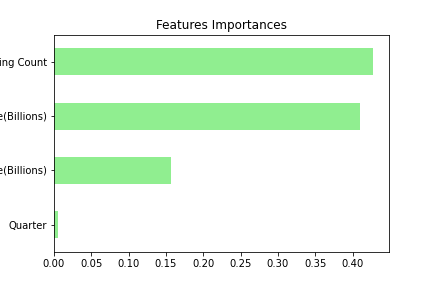 Features Importances
ing Count
e(Billions)
e(Billions)
Quarter
0.00 0.05 0.10 0.15 0.20 0.25 0.30 0.35 0.40